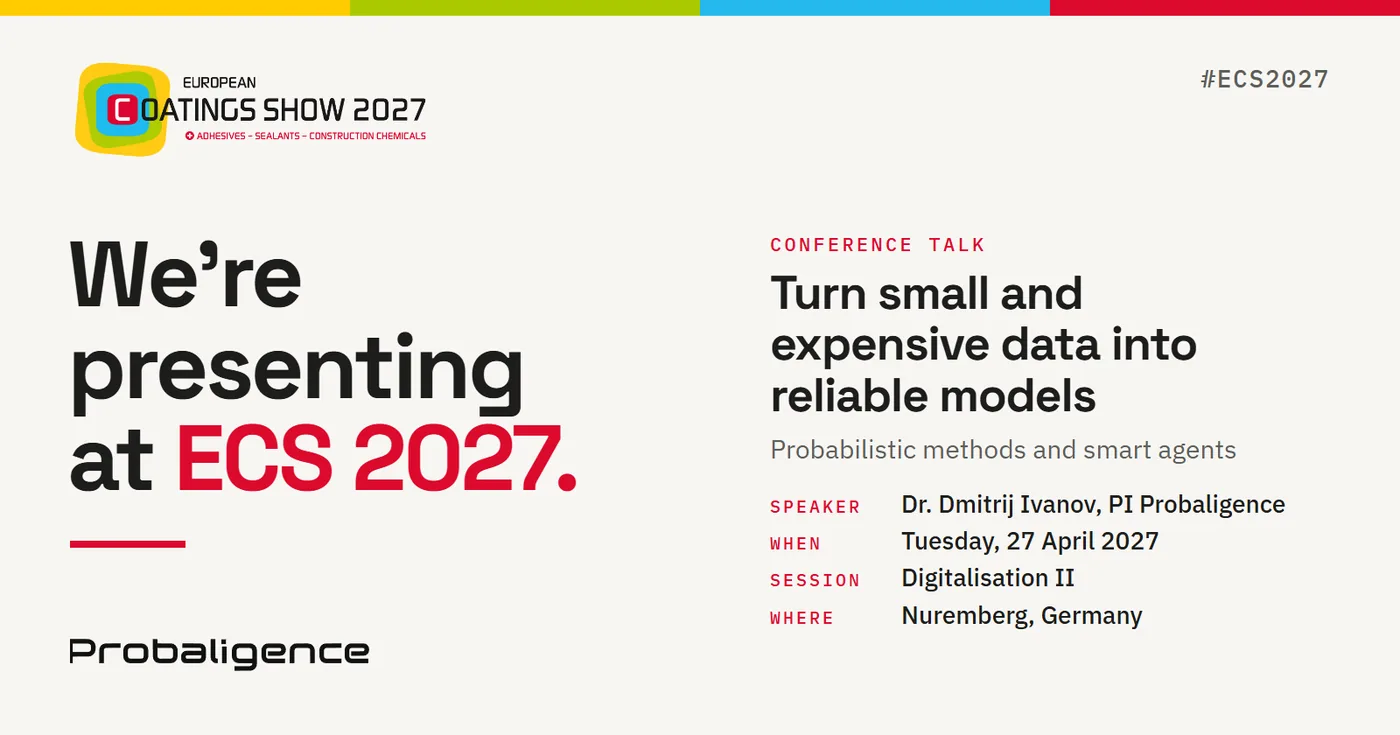 EUROPEAN
COATINGS SHOW 2027
ADHESIVES – SEALANTS – CONSTRUCTION CHEMICALS
#ECS2027
We’re
presenting
at ECS 2027.
Probaligence
CONFERENCE TALK
Turn small and
expensive data into
reliable models
Probabilistic methods and smart agents
SPEAKER Dr. Dmitrij Ivanov, PI Probaligence
WHEN Tuesday, 27 April 2027
SESSION Digitalisation II
WHERE Nuremberg, Germany